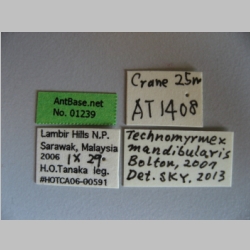 AntBase.net
No. 01239
Crane 25m
AT1408
Lambir Hills N.P.
Sarawak, Malaysia
2006 IX 29.
H.O.Tanaka leg.
#HOTCA06-00591
Technomyrmex
mandibularis
Bolton, 2007
Det. SKY. 2013